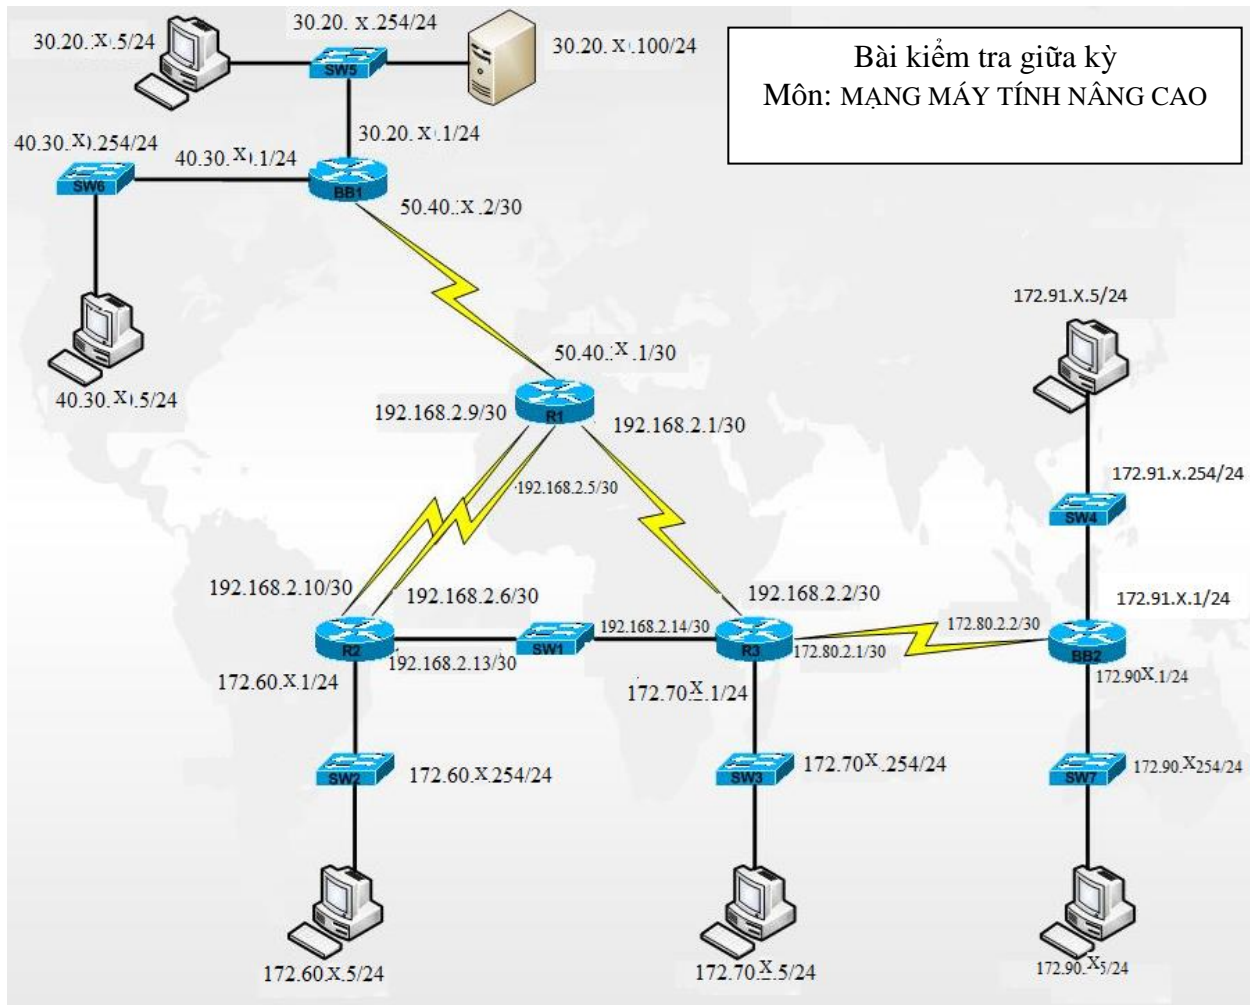 30.20. X .254/24
30.20. X .5/24
30.20. X .100/24
SW5
Bài kiểm tra giữa kỳ
Môn: MẠNG MÁY TÍNH NÂNG CAO
30.20. X .1/24
40.30. X .254/24
40.30. X .1/24
SW6
BB1
50.40. X .2/30
172.91.X.5/24
50.40. X .1/30
40.30. X .5/24
R1
192.168.2.9/30
192.168.2.1/30
192.168.2.5/30
172.91.x.254/24
SW4
192.168.2.10/30
192.168.2.6/30
192.168.2.2/30
172.91.X.1/24
192.168.2.14/30
172.80.2.2/30
R2
SW1
R3
BB2
192.168.2.13/30
172.80.2.1/30
172.60.X.1/24
172.70.X.1/24
172.90X.1/24
SW2
172.60.X.254/24
SW3
172.70X.254/24
SW7
172.90.X254/24
172.60.X.5/24
172.70.X.5/24
172.90.X5/24